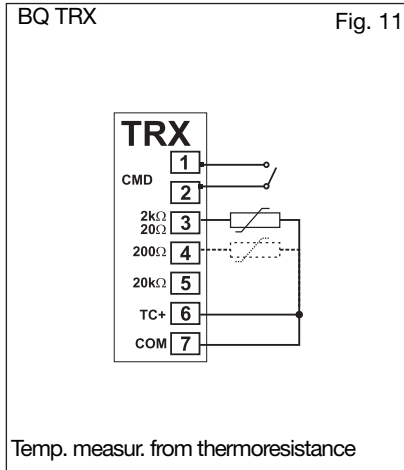 BQ TRX
Fig. 11
TRX
1
CMD
2
2kΩ
20Ω
3
200Ω 4
20kΩ 5
TC+ 6
COM 7
Temp. measur. from thermoresistance